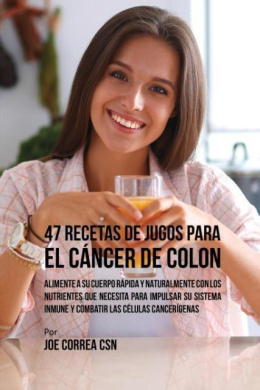 47 RECETAS DE JUGOS PARA
EL CÁNCER DE COLON
ALIMENTE A SU CUERPO RÁPIDA Y NATURALMENTE CON LOS
NUTRIENTES QUE NECESITA PARA IMPULSAR SU SISTEMA
INMUNE Y COMBATIR LAS CÉLULAS CANCERÍGENAS
Por
JOE CORREA CSN